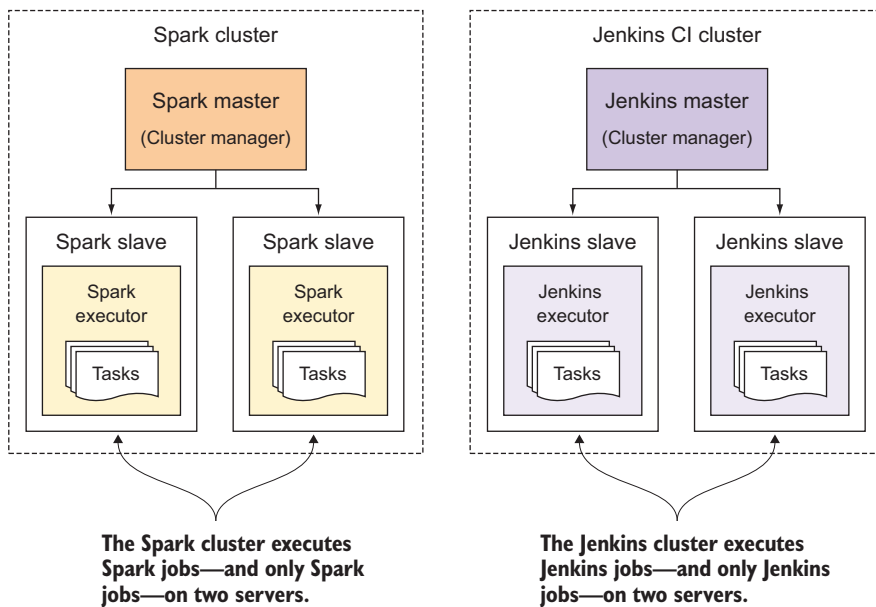 Spark cluster
Spark master
(Cluster manager)
Spark slave
Spark
executor
Tasks
Spark slave
Spark
executor
Tasks
The Spark cluster executes
Spark jobs—and only Spark
jobs—on two servers.
Jenkins CI cluster
Jenkins master
(Cluster manager)
Jenkins slave
Jenkins
executor
Tasks
Jenkins slave
Jenkins
executor
Tasks
The Jenkins cluster executes
Jenkins jobs—and only Jenkins
jobs—on two servers.